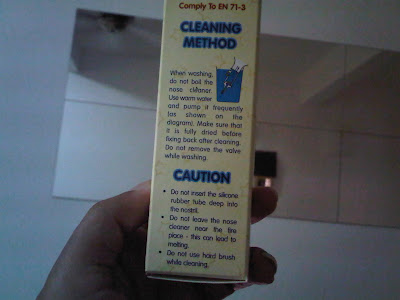 Comply To EN 71-3
CLEANING
METHOD
When washing,
do not boil the
nose cleaner.
Use warm water
and pump it frequently
(as shown on the
diagram). Make sure that
it is fully dried before
fixing back after cleaning.
Do not remove the valve
while washing.
CAUTION
• Do not insert the silicone
rubber tube deep into
the nostril.
• Do not leave the nose
cleaner near the fire
place - this can lead to
melting.
• Do not use hard brush
while cleaning.